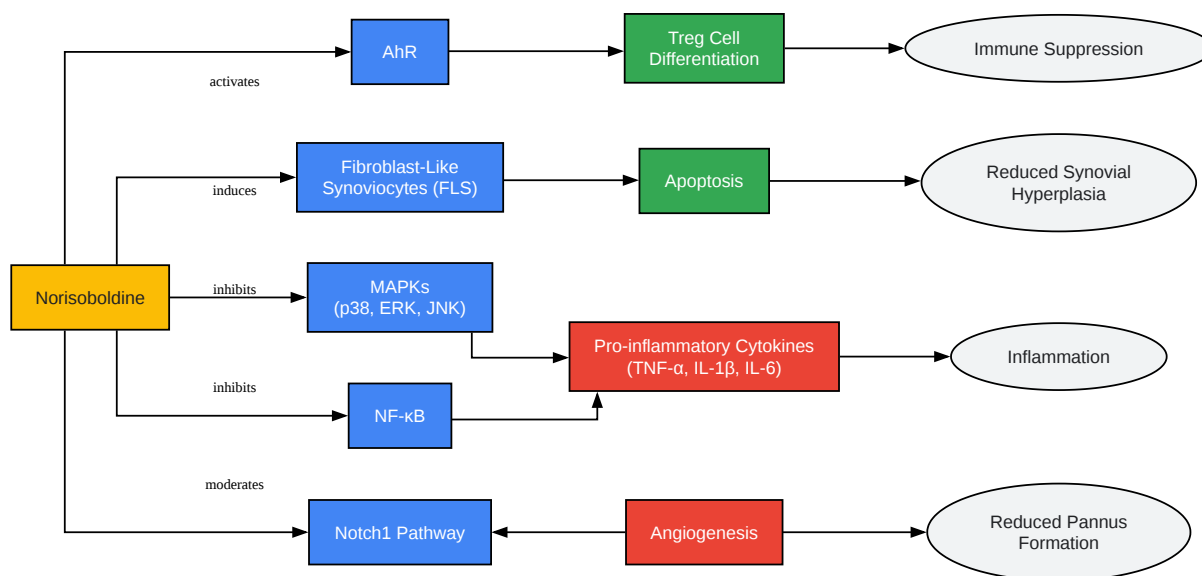 AhR
Treg Cell
Differentiation
Immune Suppression
activates
Fibroblast-Like
Synoviocytes (FLS)
Apoptosis
Reduced Synovial
Hyperplasia
induces
Norisoboldine
inhibits
MAPKs
(p38, ERK, JNK)
Pro-inflammatory Cytokines
(TNF-α, IL-1β, IL-6)
Inflammation
inhibits
NF-κB
moderates
Notch1 Pathway
Angiogenesis
Reduced Pannus
Formation